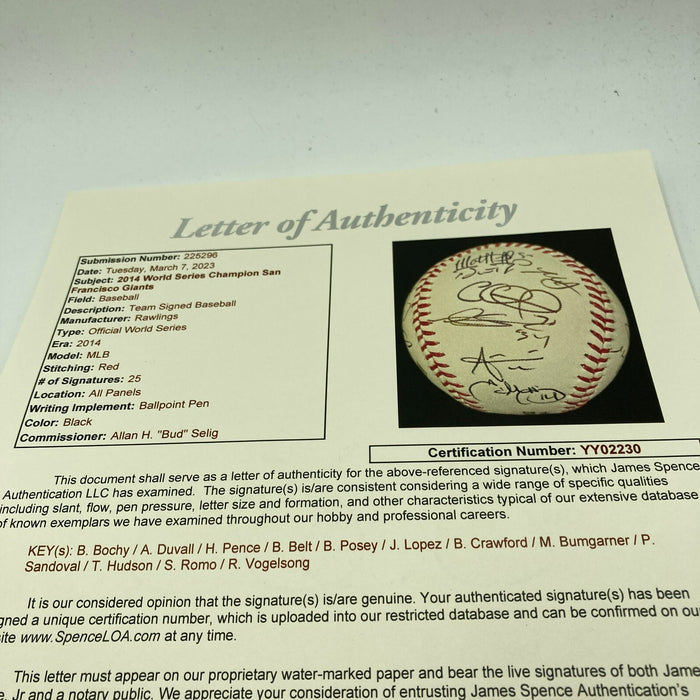 Letter of Authenticity
Submission Number: 225296
Date: Tuesday, March 7, 2023
Subject: 2014 World Series Champion San
Francisco Giants
Field: Baseball
Description: Team Signed Baseball
Manufacturer: Rawlings
Type: Official World Series
Era: 2014
Model: MLB
Stitching: Red
# of Signatures: 25
Location: All Panels
Writing Implement: Ballpoint Pen
Color: Black
Commissioner: Allan H. "Bud" Selig
Certification Number: YY02230
This document shall serve as a letter of authenticity for the above-referenced signature(s), which James Spence
Authentication LLC has examined. The signature(s) is/are consistent considering a wide range of specific qualities
including slant, flow, pen pressure, letter size and formation, and other characteristics typical of our extensive database
of known exemplars we have examined throughout our hobby and professional careers.
KEY(s): B. Bochy / A. Duvall / H. Pence / B. Belt / B. Posey / J. Lopez / B. Crawford / M. Bumgarner / P.
Sandoval / T. Hudson / S. Romo / R. Vogelsong
It is our considered opinion that the signature(s) is/are genuine. Your authenticated signature(s) has been
gned a unique certification number, which is uploaded into our restricted database and can be confirmed on ou
site www.SpenceLOA.com at any time.
This letter must appear on our proprietary water-marked paper and bear the live signatures of both Jame
e, Jr and a notary public. We appreciate your consideration of entrusting James Spence Authentication's